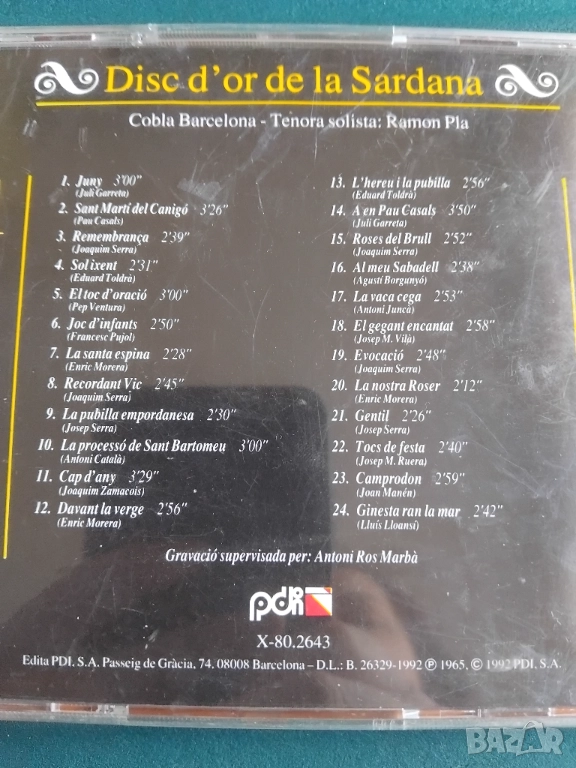 Disc d'or de la Sardana
Cobla Barcelona - Tenora solista: Ramon Pla
1. Juny 3'00"
(Juli Garreta)
2. Sant Martí del Canigó 3'26"
(Pau Casals)
3. Remembrança 2'39"
(Joaquim Serra)
4. Sol ixent 2'31"
(Eduard Toldrà)
5. El toc d'oració 3'00"
(Pep Ventura)
6. Joc d'infants 2'50"
(Francesc Pujol)
7. La santa espina 2'28"
(Enric Morera)
8. Recordant Vic 2'45"
(Joaquim Serra)
9. La pubilla empordanesa 2'30"
(Josep Serra)
10. La processó de Sant Bartomeu 3'00"
(Antoni Català)
11. Cap d'any 3'29"
(Joaquim Zamacois)
12. Davant la verge 2'56"
(Enric Morera)
13. L'hereu i la pubilla 2'56"
(Eduard Toldrà)
14. A en Pau Casals 3'50"
(Juli Garreta)
15. Roses del Brull 2'52"
(Joaquim Serra)
16. Al meu Sabadell 2'38"
(Agustí Borgunyó)
17. La vaca cega 2'53"
(Antoni Juncà)
18. El gegant encantat 2'58"
(Josep M. Vilà)
19. Evocació 2'48"
(Joaquim Serra)
20. La nostra Roser 2'12"
(Enric Morera)
21. Gentil 2'26"
(Josep Serra)
22. Tocs de festa 2'40"
(Josep M. Ruera)
23. Camprodon 2'59"
(Joan Manén)
24. Ginesta ran la mar 2'42"
(Lluís Lloansi)
Gravació supervisada per: Antoni Ros Marbà
pdi
X-80.2643
Edita PDI, S.A. Passeig de Gràcia, 74. 08008 Barcelona - D.L.: B. 26329-1992 Ⓟ 1965, © 1992 PDI, S.A.
BAZAR